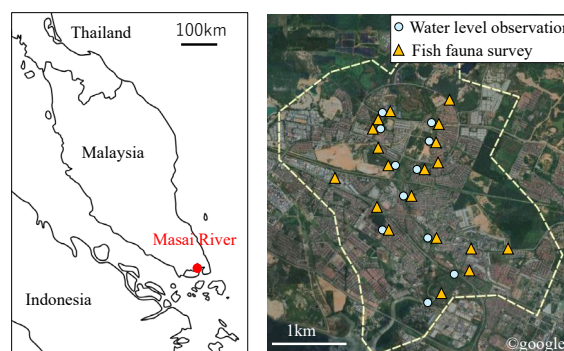 Thailand
100km
Malaysia
Masai River
Indonesia
Water level observation
Fish fauna survey
1km
©google